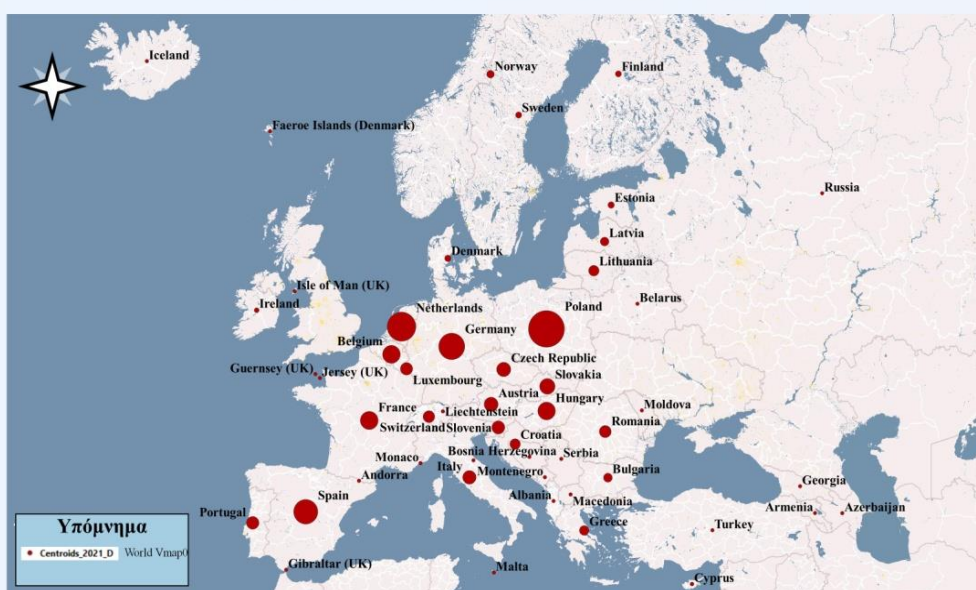 Iceland
Norway
Finland
Sweden
Faeroe Islands (Denmark)
Russia
Estonia
Latvia
Denmark
Lithuania
Isle of Man (UK)
Ireland
Belarus
Netherlands
Poland
Germany
Belgium
Czech Republic
Guernsey (UK)
Jersey (UK)
Luxembourg
Slovakia
Austria
Hungary
France
Liechtenstein
Moldova
Switzerland
Slovenia
Romania
Croatia
Bosnia Herzegovina
Serbia
Monaco
Italy
Montenegro
Andorra
Bulgaria
Georgia
Spain
Albania
Macedonia
Portugal
Armenia
Azerbaijan
Greece
Turkey
Υπόμνημα
Centroids_2021_D World Vmap0
Gibraltar (UK)
Malta
Cyprus